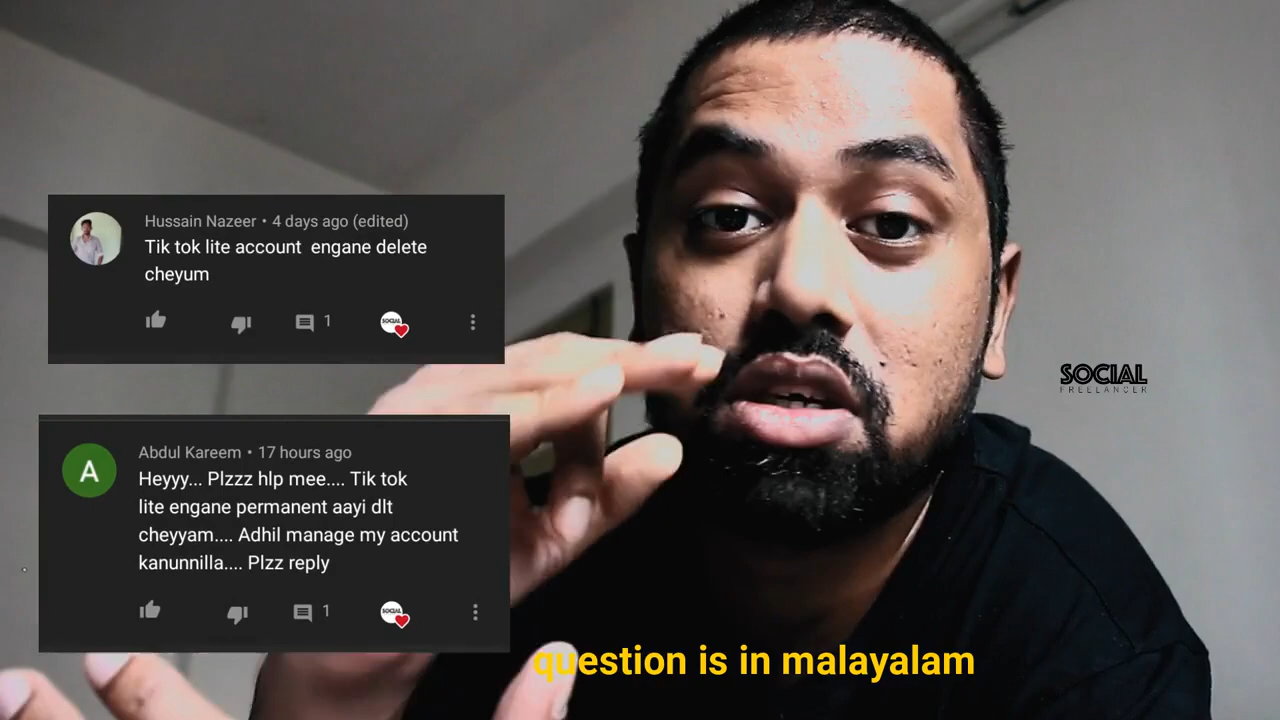 Hussain Nazeer • 4 days ago (edited)
Tik tok lite account engane delete
cheyum
1
SOCIAL
Abdul Kareem • 17 hours ago
A
Heyyy... Plzzz hlp mee.... Tik tok
lite engane permanent aayi dlt
cheyyam.... Adhil manage my account
kanunnilla.... Plzz reply
1
SOCIAL
SOCIAL
FREELANCER
question is in malayalam